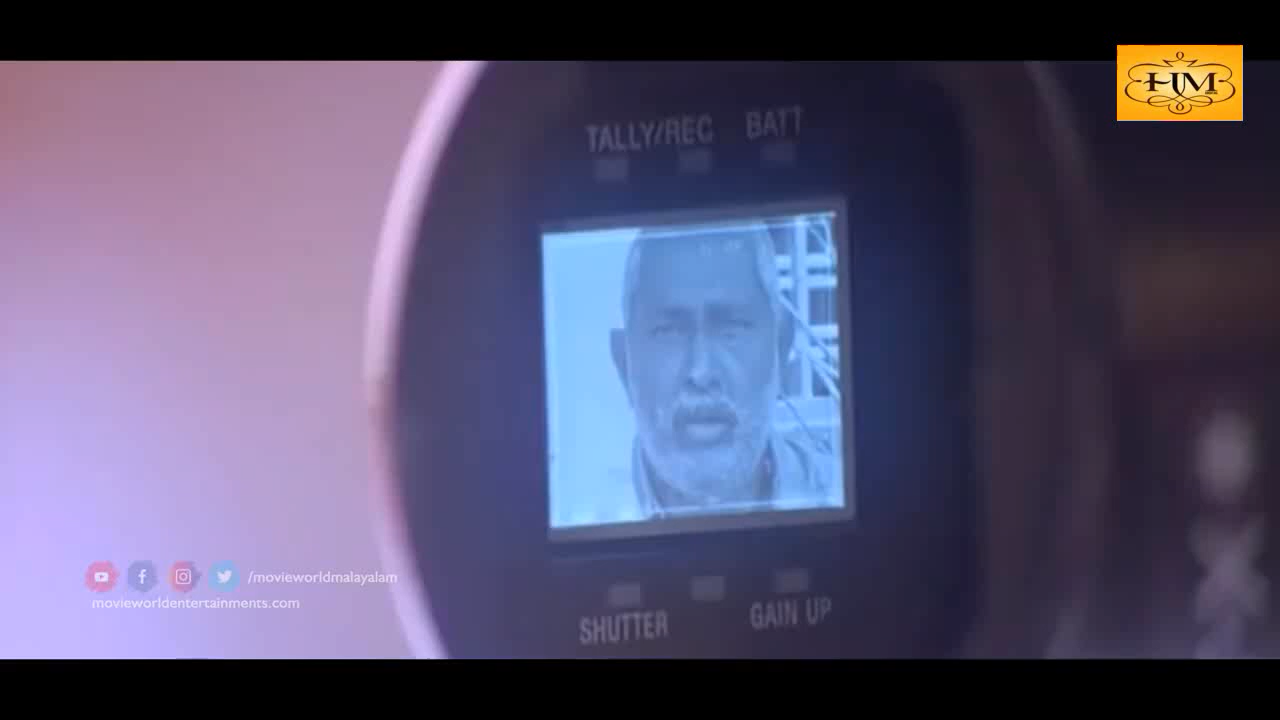 HM
TALLY/REC BATT
SHUTTER GAIN UP
/movieworldmalayalam
movieworldentertainments.com